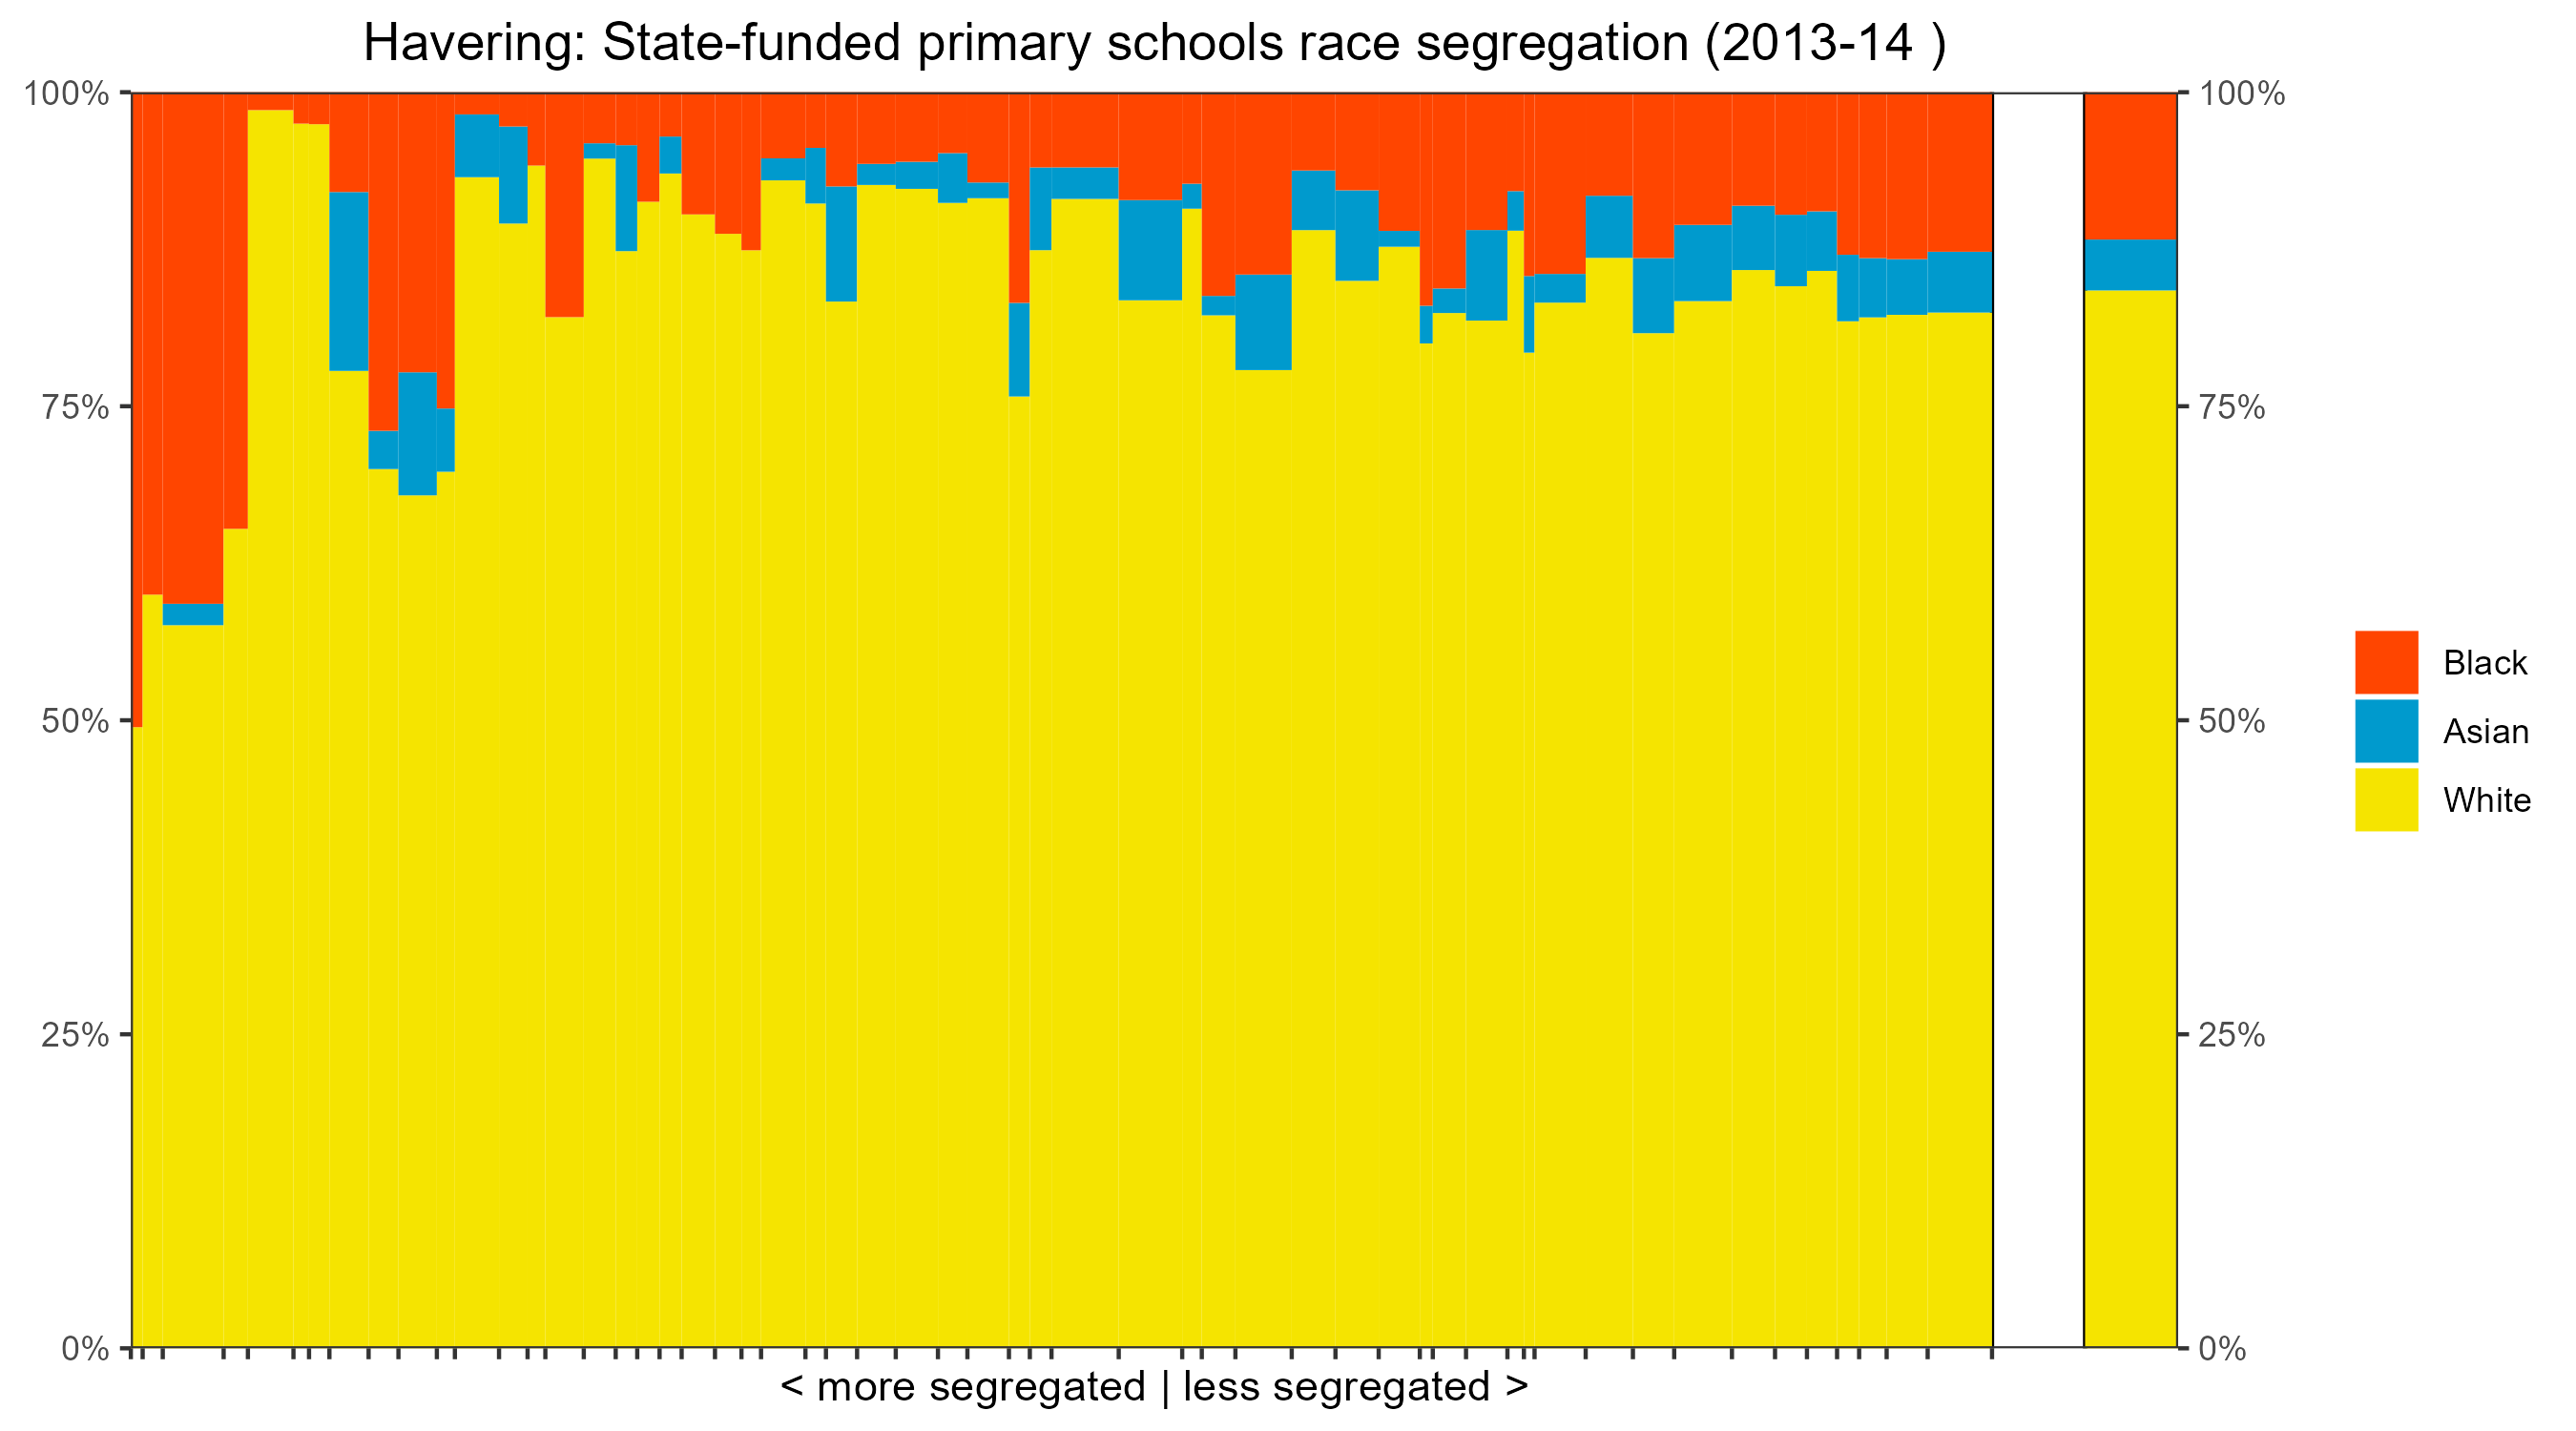 Havering: State-funded primary schools race segregation (2013-14 )
100%
100%
75%
75%
50%
50%
25%
25%
0%
0%
Black
Asian
White
< more segregated | less segregated >